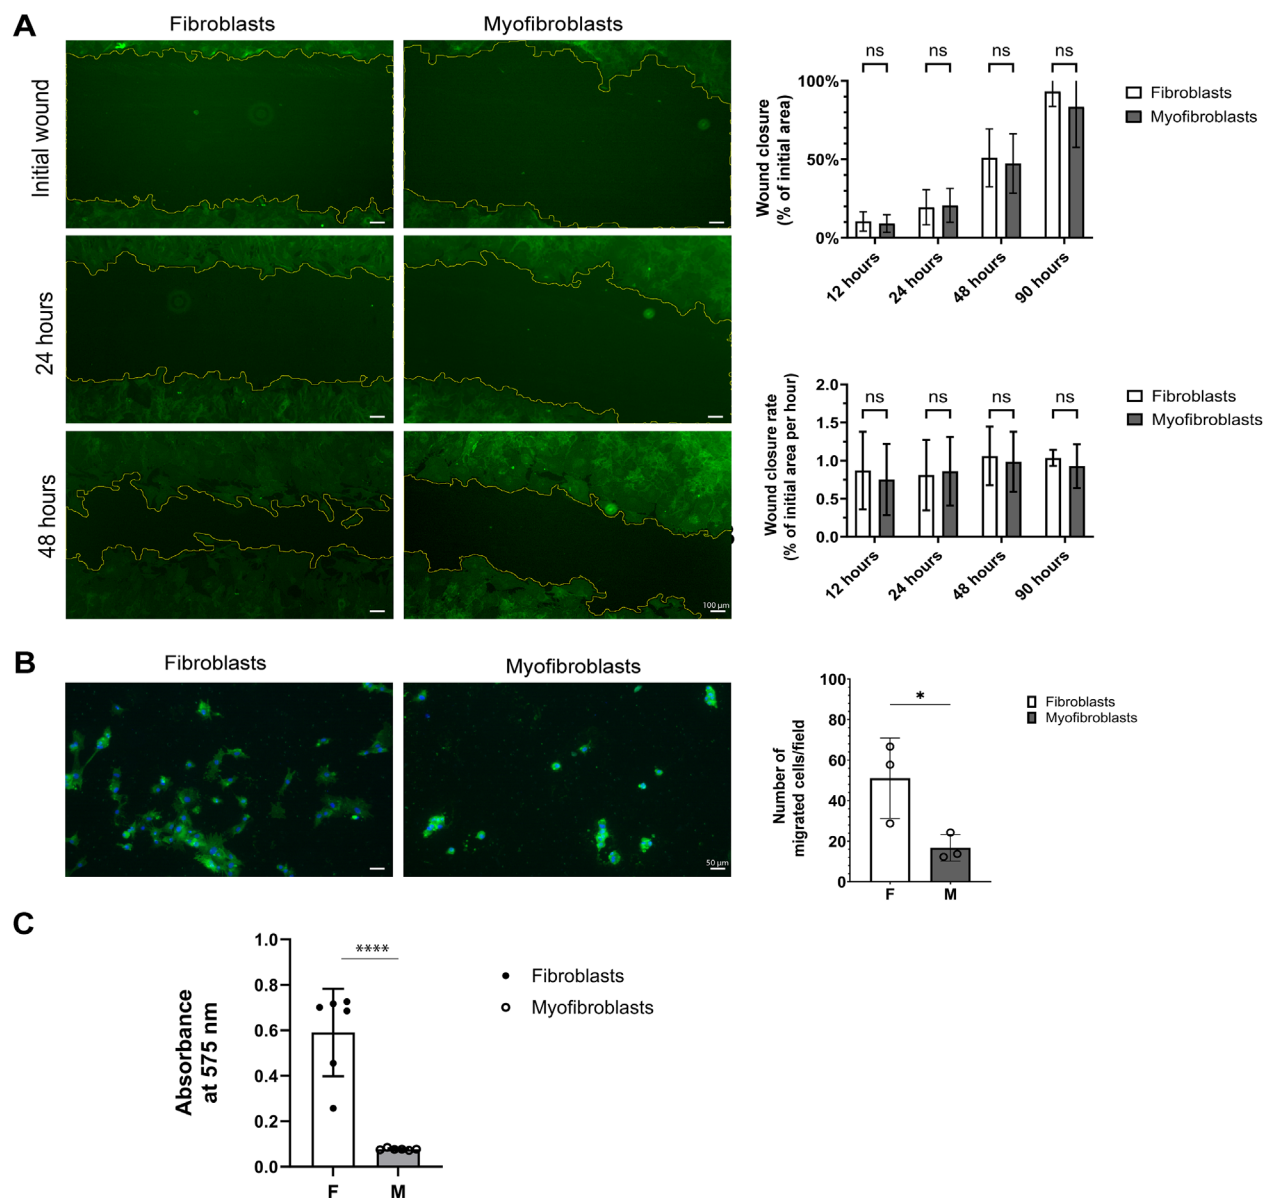 A
Fibroblasts
Myofibroblasts
Initial wound
24 hours
48 hours
100 µm
Wound closure
(% of initial area)
100%
50%
0%
ns
ns
ns
ns
12 hours
24 hours
48 hours
90 hours
Fibroblasts
Myofibroblasts
Wound closure rate
(% of initial area per hour)
2.0
1.5
1.0
0.5
0.0
ns
ns
ns
ns
12 hours
24 hours
48 hours
90 hours
Fibroblasts
Myofibroblasts
B
Fibroblasts
Myofibroblasts
50 µm
Number of
migrated cells/field
100
80
60
40
20
0
*
F
M
Fibroblasts
Myofibroblasts
C
Absorbance
at 575 nm
1.0
0.8
0.6
0.4
0.2
0.0
****
F
M
Fibroblasts
Myofibroblasts